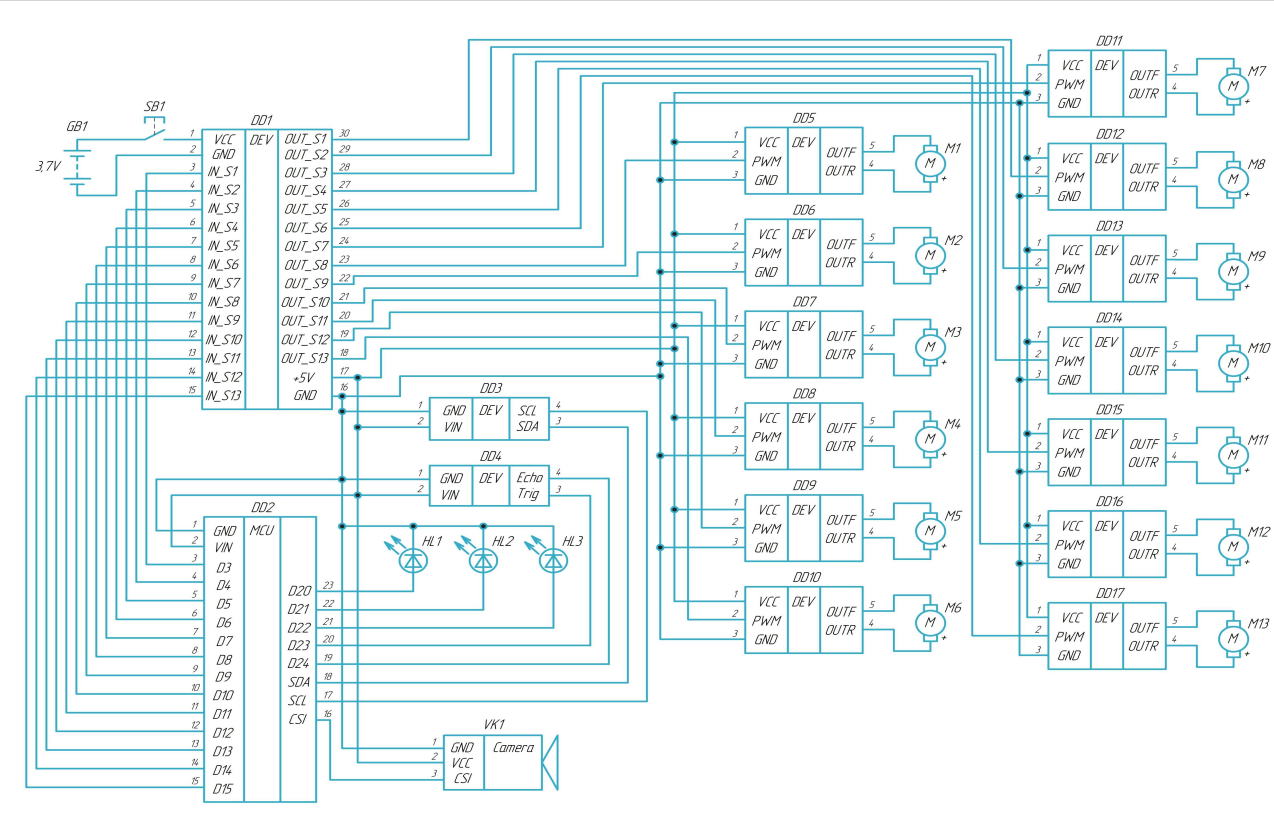 GB1
3,7V
SB1
DD1
1 VCC DEV OUT_S1 30
2 GND OUT_S2 29
3 IN_S1 OUT_S3 28
4 IN_S2 OUT_S4 27
5 IN_S3 OUT_S5 26
6 IN_S4 OUT_S6 25
7 IN_S5 OUT_S7 24
8 IN_S6 OUT_S8 23
9 IN_S7 OUT_S9 22
10 IN_S8 OUT_S10 21
11 IN_S9 OUT_S11 20
12 IN_S10 OUT_S12 19
13 IN_S11 OUT_S13 18
14 IN_S12 +5V 17
15 IN_S13 GND 16
DD3
1 GND DEV SCL 4
2 VIN SDA 3
DD4
1 GND DEV Echo 4
2 VIN Trig 3
HL1 HL2 HL3
DD2
1 GND MCU
2 VIN
3 D3
4 D4 D20 23
5 D5 D21 22
6 D6 D22 21
7 D7 D23 20
8 D8 D24 19
9 D9 SDA 18
10 D10 SCL 17
11 D11 CSI 16
12 D12
13 D13
14 D14
15 D15
VK1
1 GND Camera
2 VCC
3 CSI
DD5
1 VCC DEV OUTF 5 M1
2 PWM OUTR 4 M
3 GND +
DD6
1 VCC DEV OUTF 5 M2
2 PWM OUTR 4 M
3 GND +
DD7
1 VCC DEV OUTF 5 M3
2 PWM OUTR 4 M
3 GND +
DD8
1 VCC DEV OUTF 5 M4
2 PWM OUTR 4 M
3 GND +
DD9
1 VCC DEV OUTF 5 M5
2 PWM OUTR 4 M
3 GND +
DD10
1 VCC DEV OUTF 5 M6
2 PWM OUTR 4 M
3 GND +
DD11
1 VCC DEV OUTF 5 M7
2 PWM OUTR 4 M
3 GND +
DD12
1 VCC DEV OUTF 5 M8
2 PWM OUTR 4 M
3 GND +
DD13
1 VCC DEV OUTF 5 M9
2 PWM OUTR 4 M
3 GND +
DD14
1 VCC DEV OUTF 5 M10
2 PWM OUTR 4 M
3 GND +
DD15
1 VCC DEV OUTF 5 M11
2 PWM OUTR 4 M
3 GND +
DD16
1 VCC DEV OUTF 5 M12
2 PWM OUTR 4 M
3 GND +
DD17
1 VCC DEV OUTF 5 M13
2 PWM OUTR 4 M
3 GND +